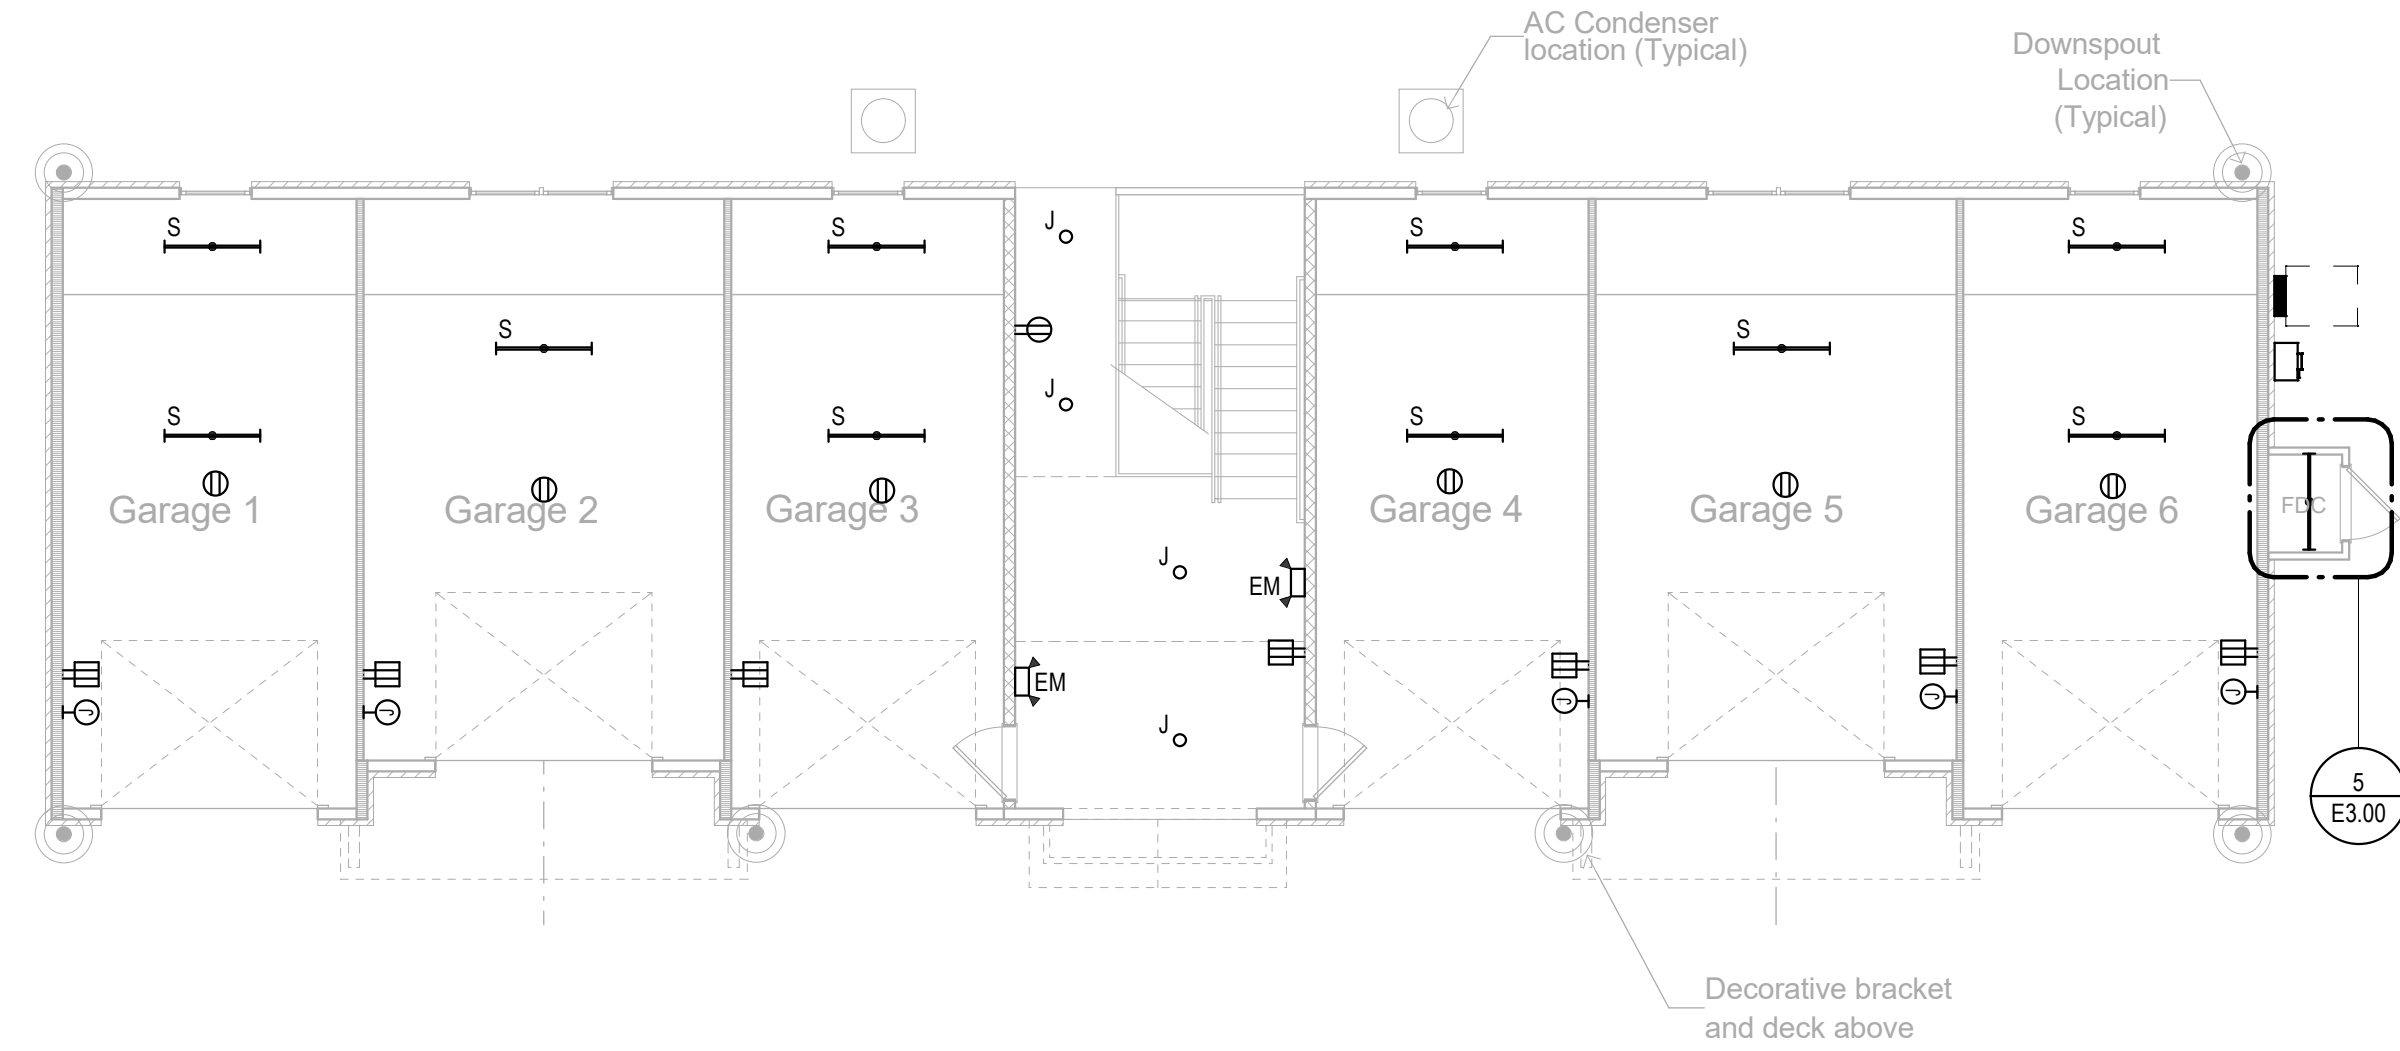 AC Condenser
location (Typical)
Downspout
Location
(Typical)
S
S
S
S
J
S
S
S
J
S
S
S
S
Garage 1
Garage 2
Garage 3
Garage 4
Garage 5
Garage 6
FDC
J
EM
EM
J
J
J
J
J
J
5
E3.00
Decorative bracket
and deck above